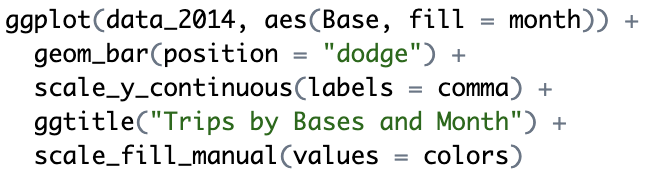 ggplot(data_2014, aes(Base, fill = month)) +
  geom_bar(position = "dodge") +
  scale_y_continuous(labels = comma) +
  ggtitle("Trips by Bases and Month") +
  scale_fill_manual(values = colors)